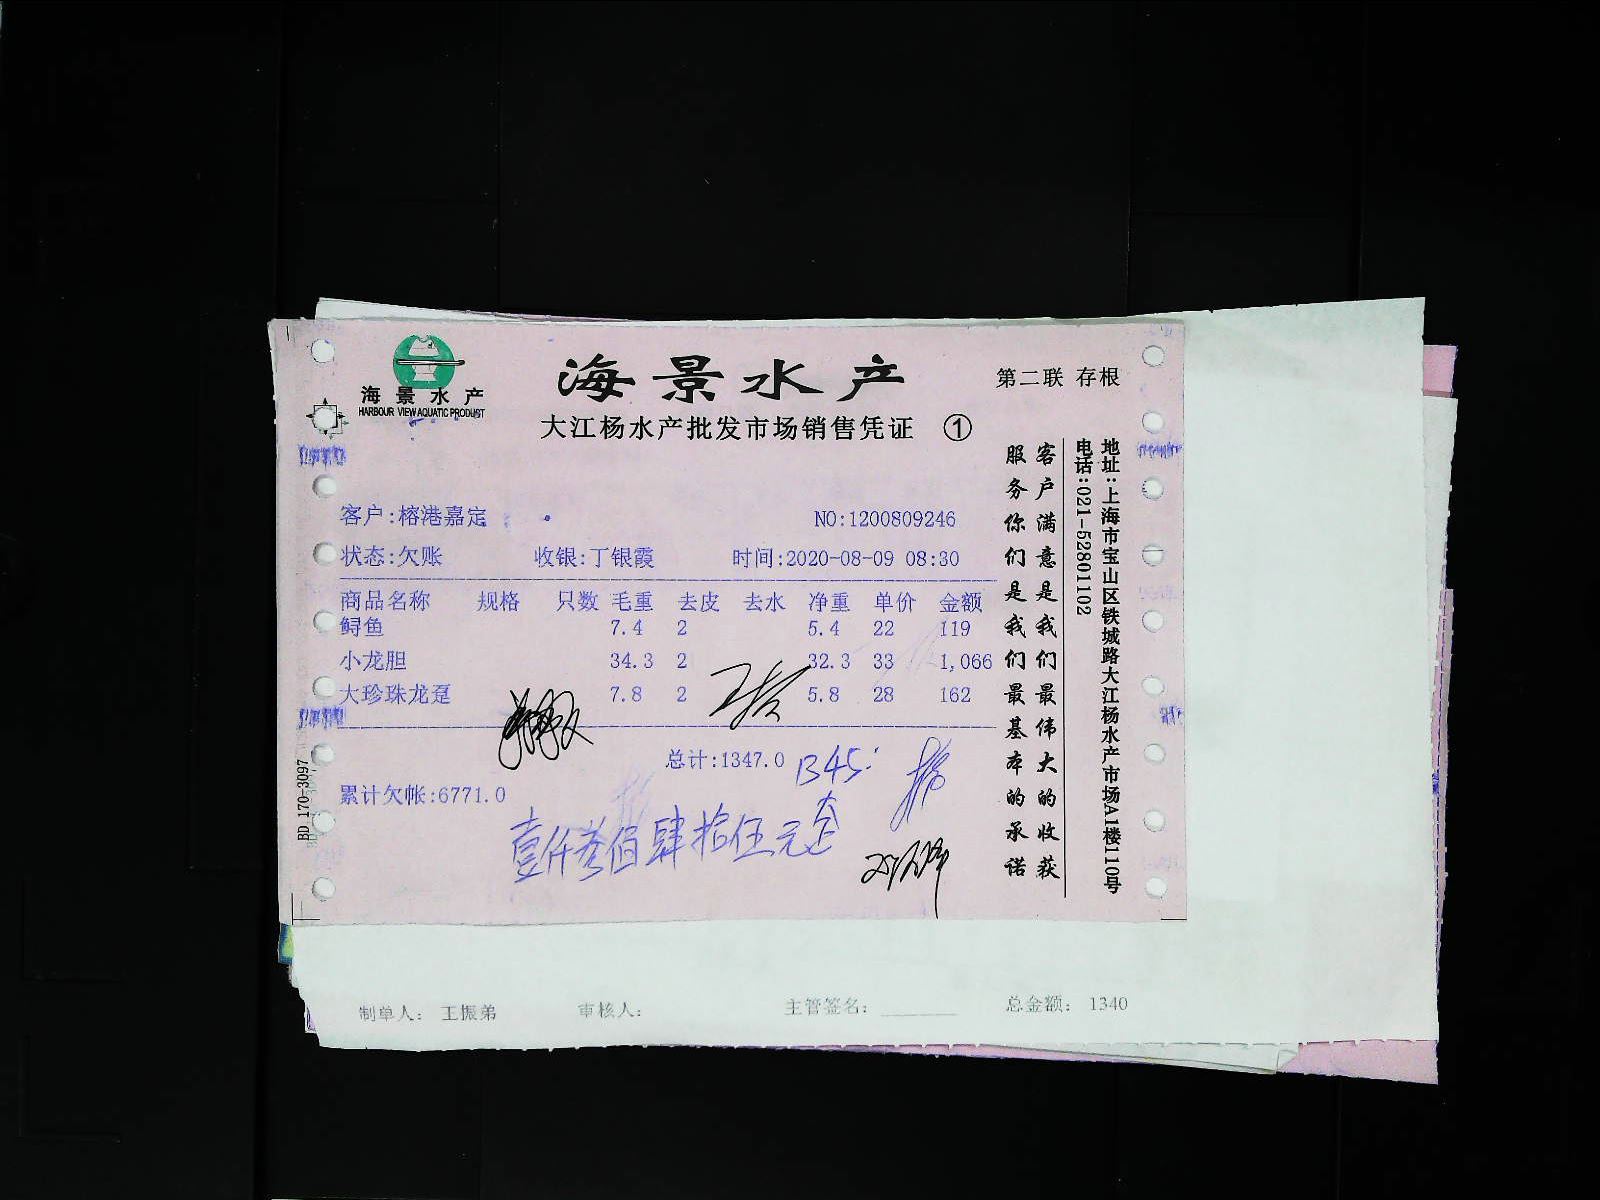 海景水产
HARBOUR VIEW AQUATIC PRODUCT
海景水产
第二联 存根
大江杨水产批发市场销售凭证 ①
客户:榕港嘉定
NO:1200809246
状态:欠账 收银:丁银霞 时间:2020-08-09 08:30
商品名称 规格 只数 毛重 去皮 去水 净重 单价 金额
鲟鱼 7.4 2 5.4 22 119
小龙胆 34.3 2 32.3 33 1,066
大珍珠龙趸 7.8 2 5.8 28 162
总计:1347.0 1345
累计欠帐:6771.0
壹仟叁佰肆拾伍元
客户满意是我们最伟大的收获
服务你们是我们最基本的承诺
地址:上海市宝山区铁城路大江杨水产市场A1楼110号
电话:021-52801102
BD 170-3097
制单人: 王振弟 审核人: 主管签名: 总金额: 1340